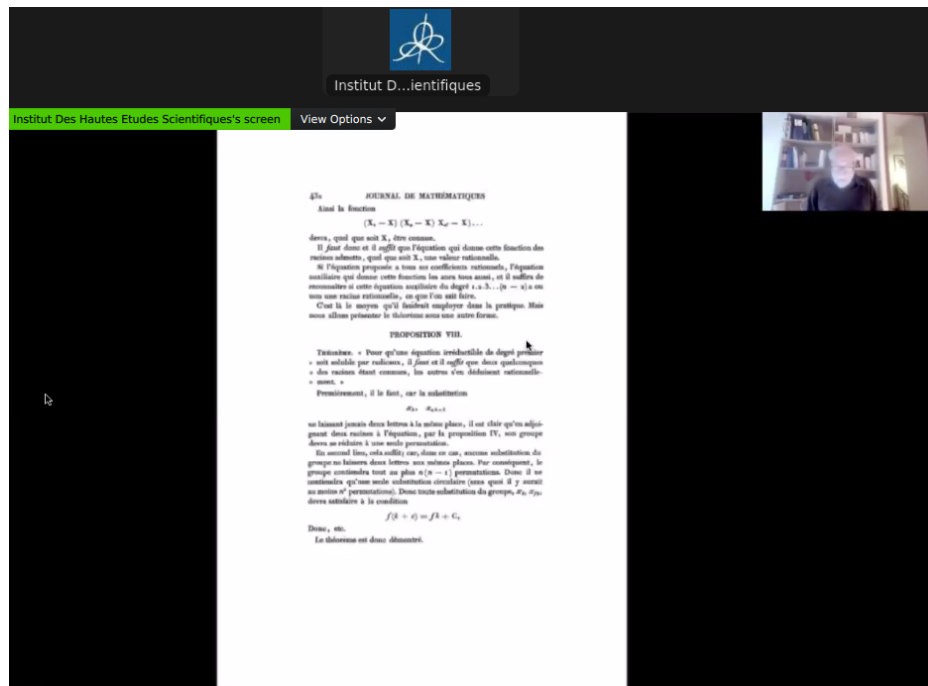 Institut D...ientifiques
Institut Des Hautes Etudes Scientifiques's screen
View Options
JOURNAL DE MATHÉMATIQUES
Ainsi la fonction
devra, quel que soit X, être connue.
Il faut donc et il suffit que l'équation qui donne cette fonction des
racines admette, quel que soit X, une valeur rationnelle.
Si l'équation proposée a tous ses coefficients rationnels, l'équation
auxiliaire qui donne cette fonction les aura tous aussi, et il suffira de
reconnaître si cette équation auxiliaire du degré 1.2.3...(n — 2) a ou
non une racine rationnelle, ce que l'on sait faire.
C'est là le moyen qu'il faudrait employer dans la pratique. Mais
nous allons présenter le théorème sous une autre forme.
PROPOSITION VIII.
Théorème. « Pour qu'une équation irréductible de degré premier
» soit soluble par radicaux, il faut et il suffit que deux quelconques
» des racines étant connues, les autres s'en déduisent rationnelle-
» ment. »
Premièrement, il le faut, car la substitution
ne laissant jamais deux lettres à la même place, il est clair qu'en adjoi-
gnant deux racines à l'équation, par la proposition IV, son groupe
devra se réduire à une seule permutation.
En second lieu, cela suffit; car, dans ce cas, aucune substitution du
groupe ne laissera deux lettres aux mêmes places. Par conséquent, le
groupe contiendra tout au plus n(n — 1) permutations. Donc il ne
contiendra qu'une seule substitution circulaire (sans quoi il y aurait
au moins n² permutations). Donc toute substitution du groupe,
devra satisfaire à la condition
f(k + c) = fk + C,
Donc, etc.
Le théorème est donc démontré.